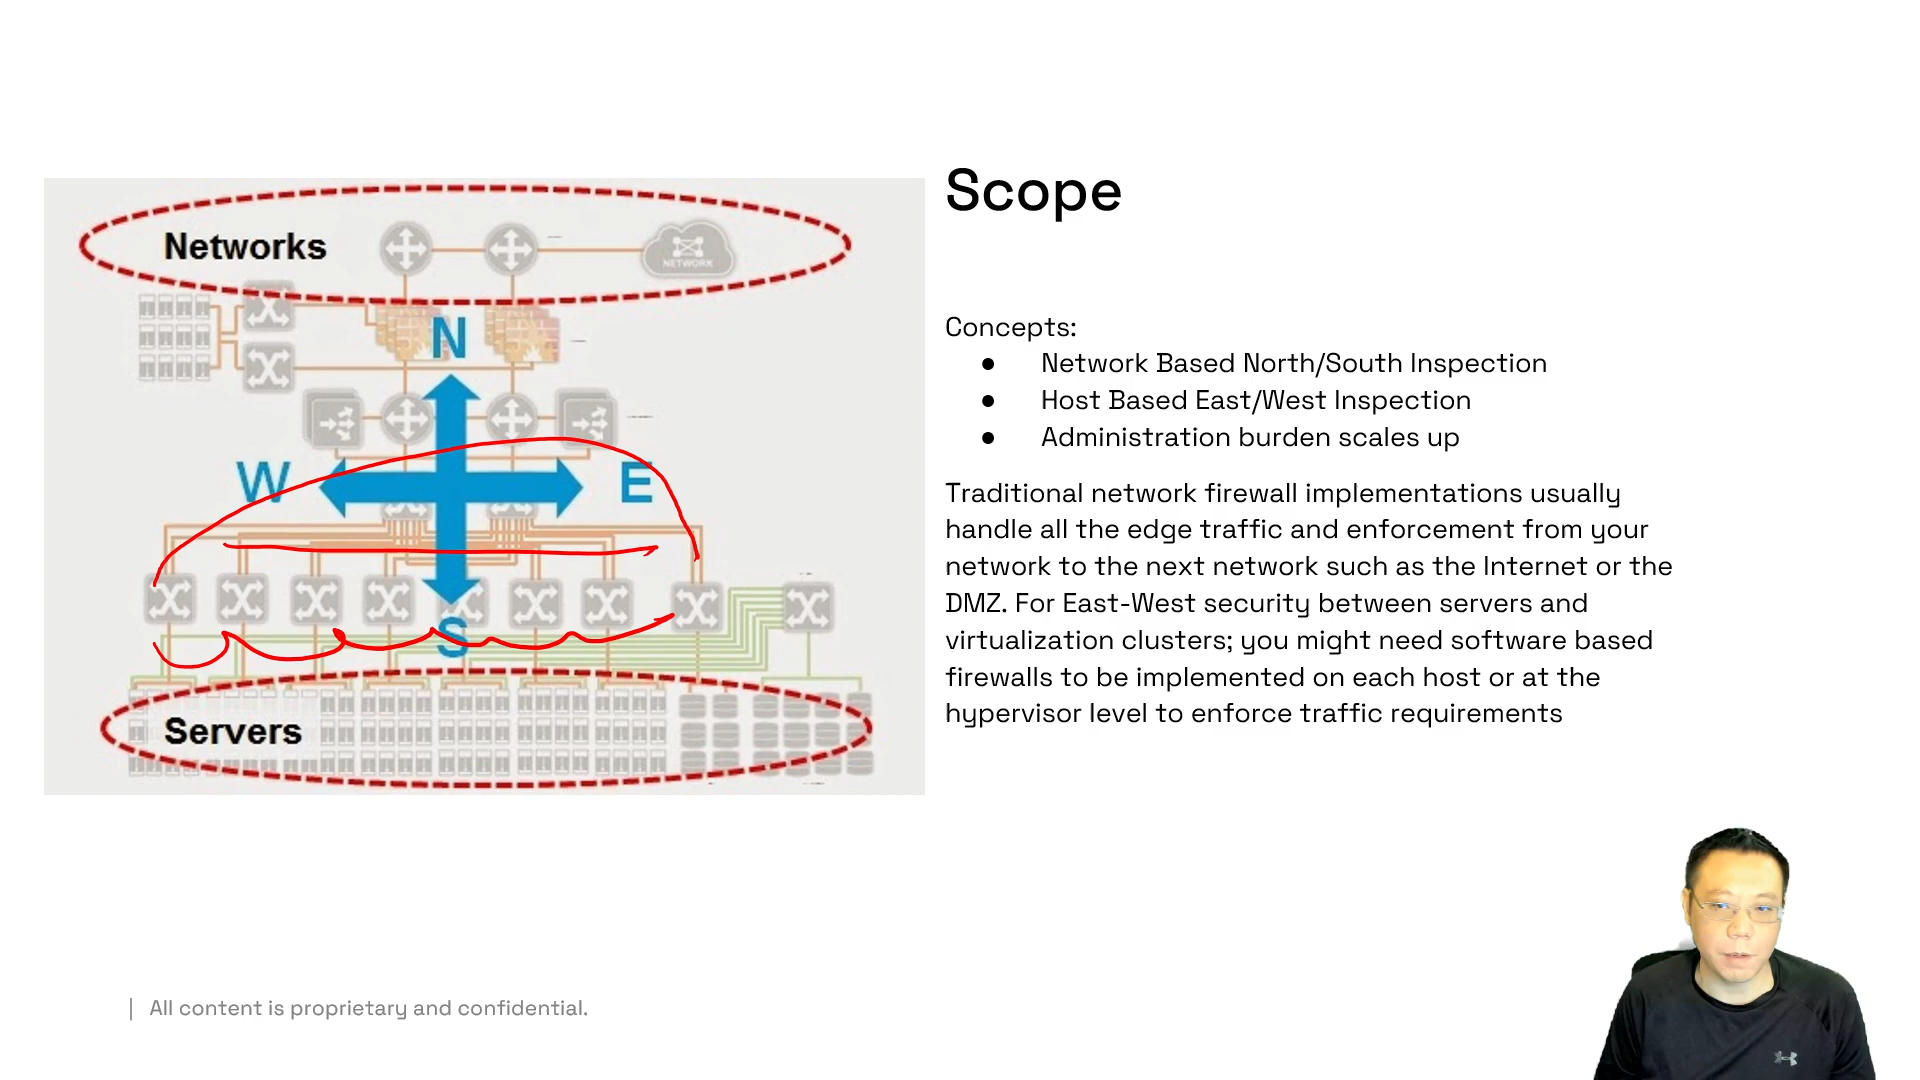 Scope
Networks
NETWORK
N
W
E
S
Servers
Concepts:
● Network Based North/South Inspection
● Host Based East/West Inspection
● Administration burden scales up
Traditional network firewall implementations usually
handle all the edge traffic and enforcement from your
network to the next network such as the Internet or the
DMZ. For East-West security between servers and
virtualization clusters; you might need software based
firewalls to be implemented on each host or at the
hypervisor level to enforce traffic requirements
| All content is proprietary and confidential.